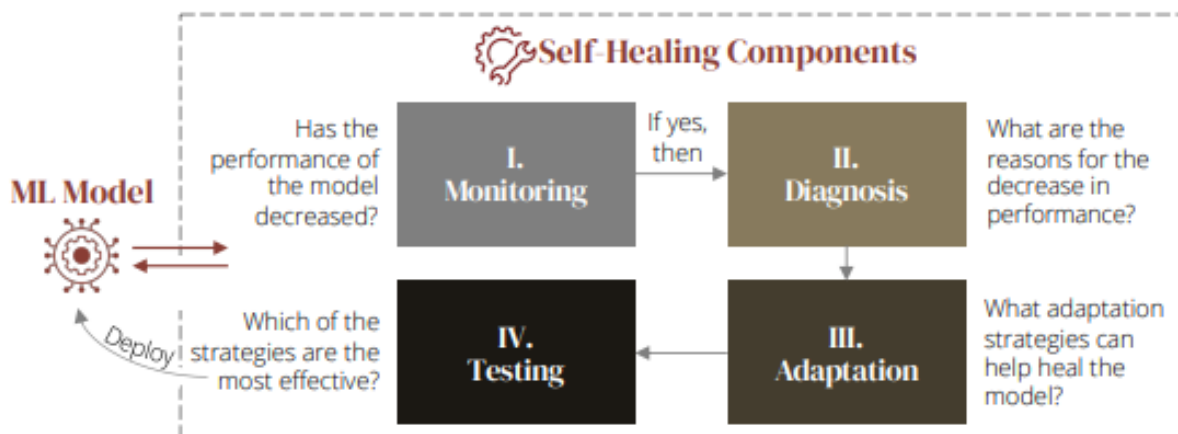 Self-Healing Components
Has the
performance of
the model
decreased?
I.
Monitoring
If yes,
then
II.
Diagnosis
What are the
reasons for the
decrease in
performance?
ML Model
Deploy
Which of the
strategies are the
most effective?
IV.
Testing
III.
Adaptation
What adaptation
strategies can
help heal the
model?